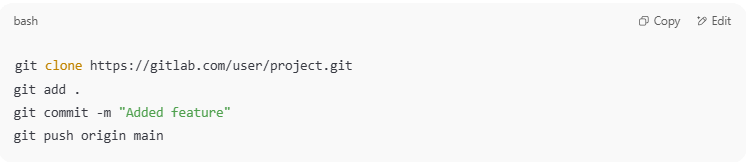 bash
Copy
Edit
git clone https://gitlab.com/user/project.git
git add .
git commit -m "Added feature"
git push origin main